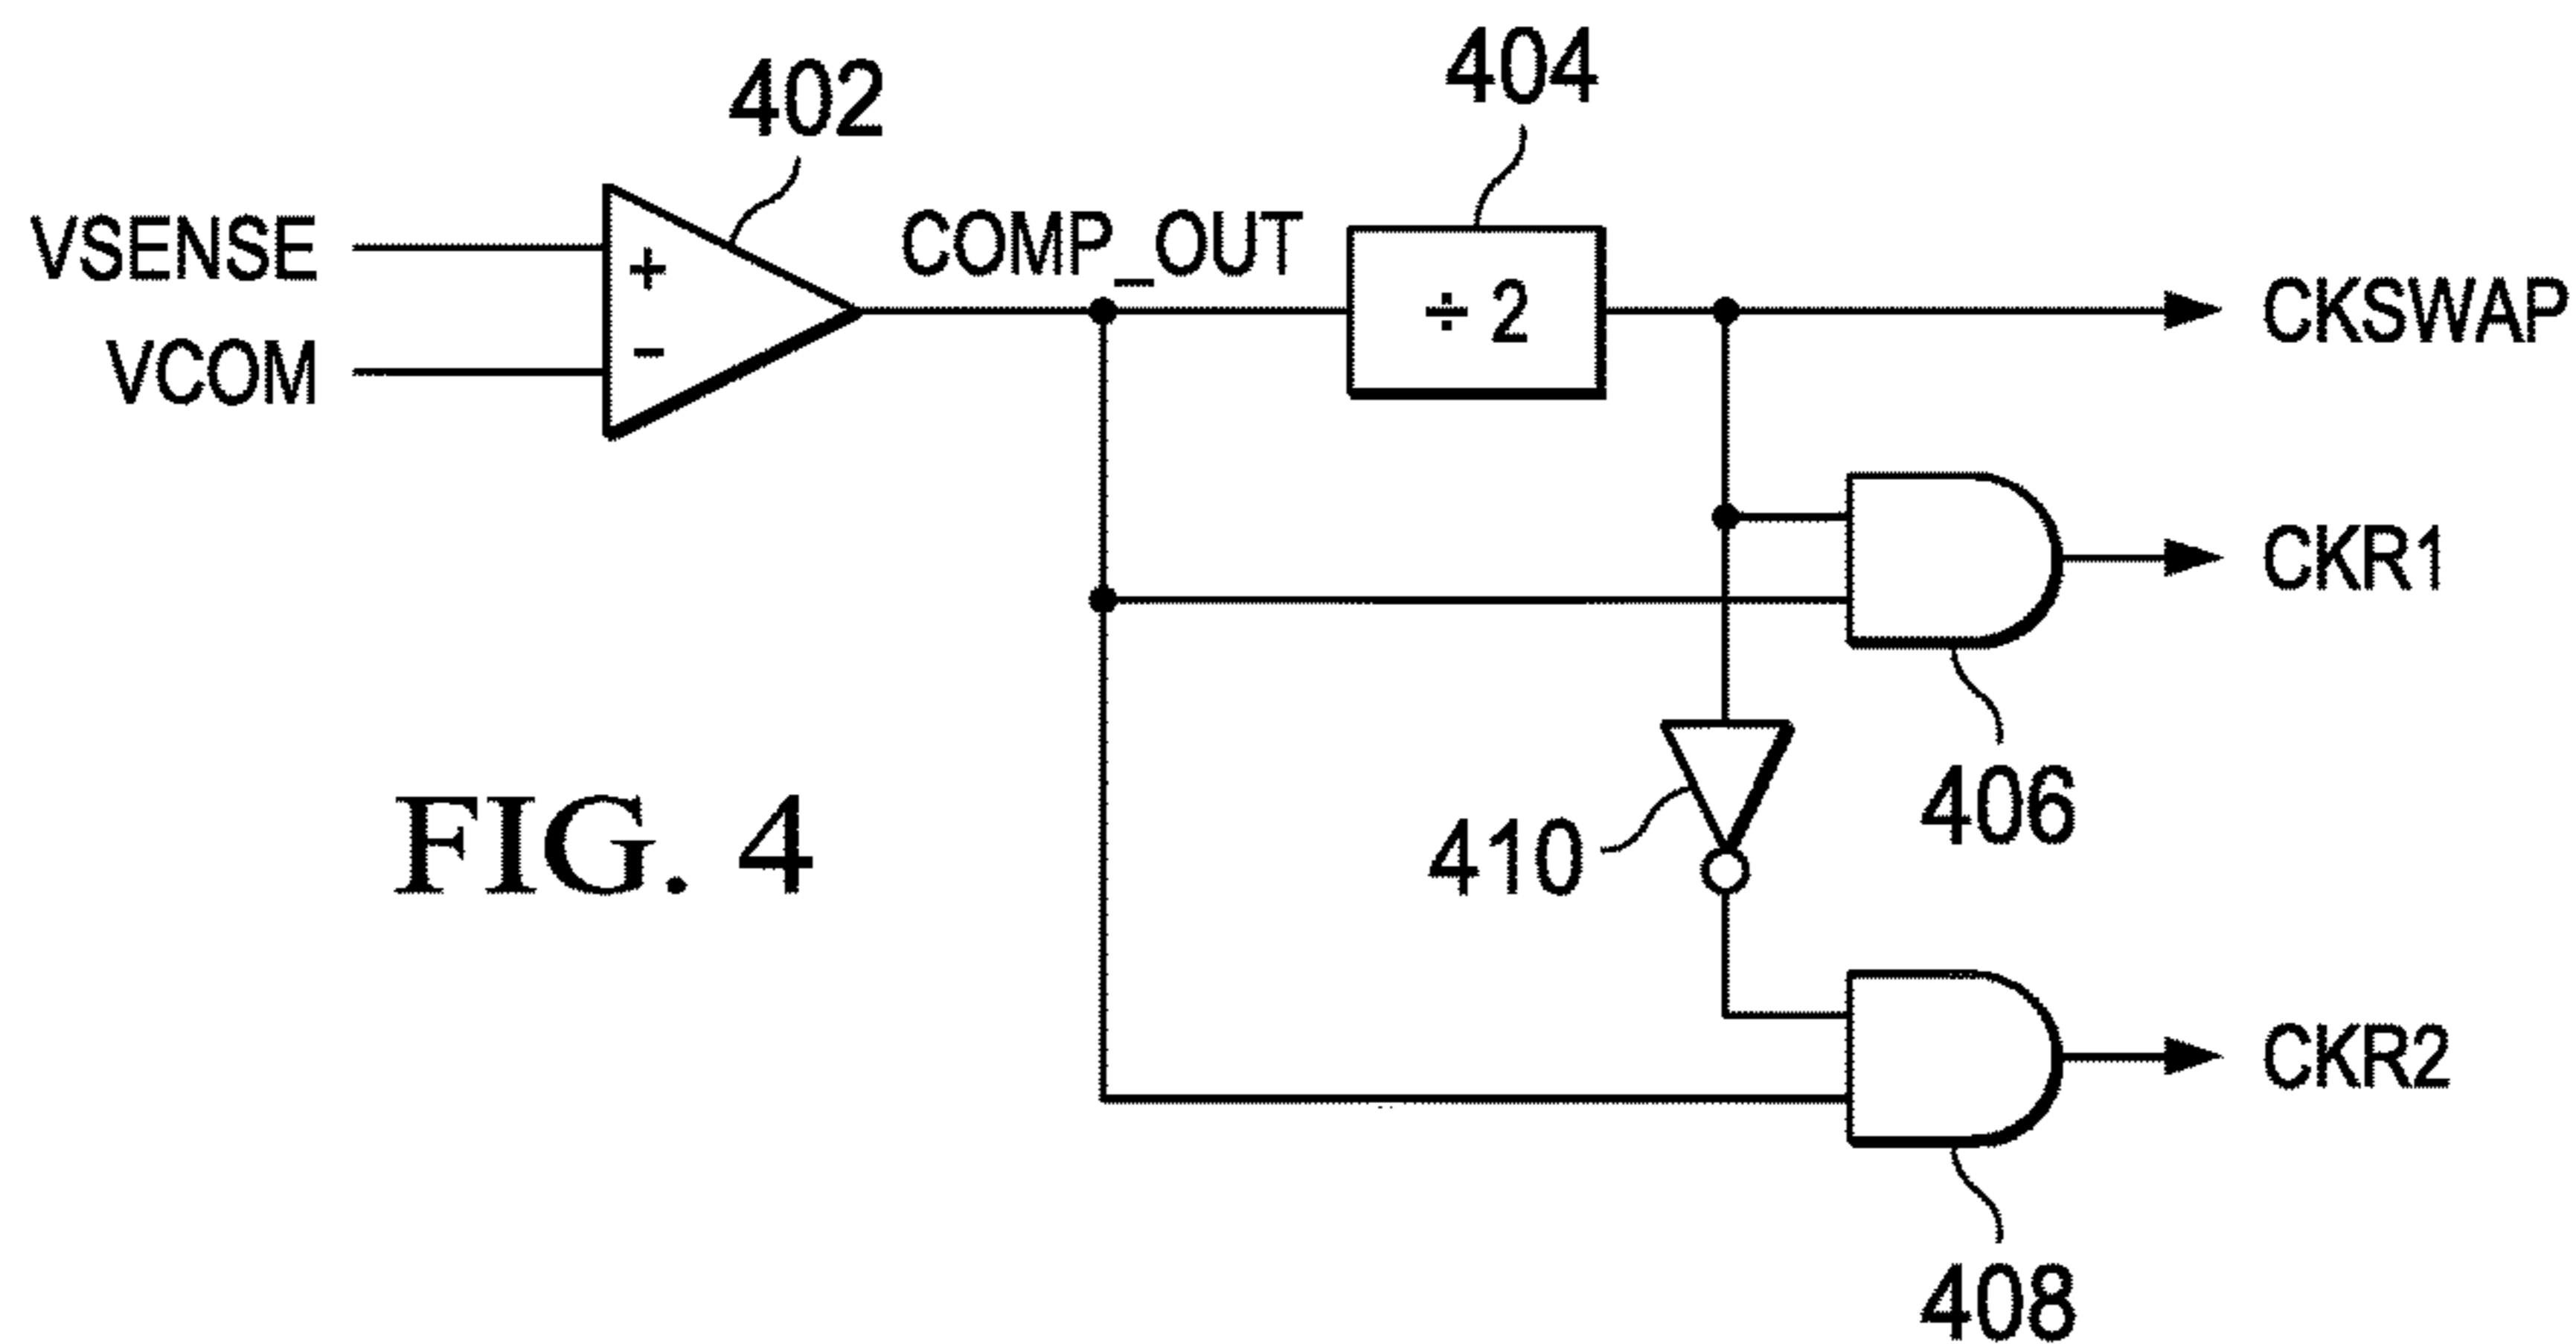 404
402
VSENSE
COMP_OUT
+
÷ 2
CKSWAP
VCOM
−
CKR1
406
FIG. 4
410
CKR2
408